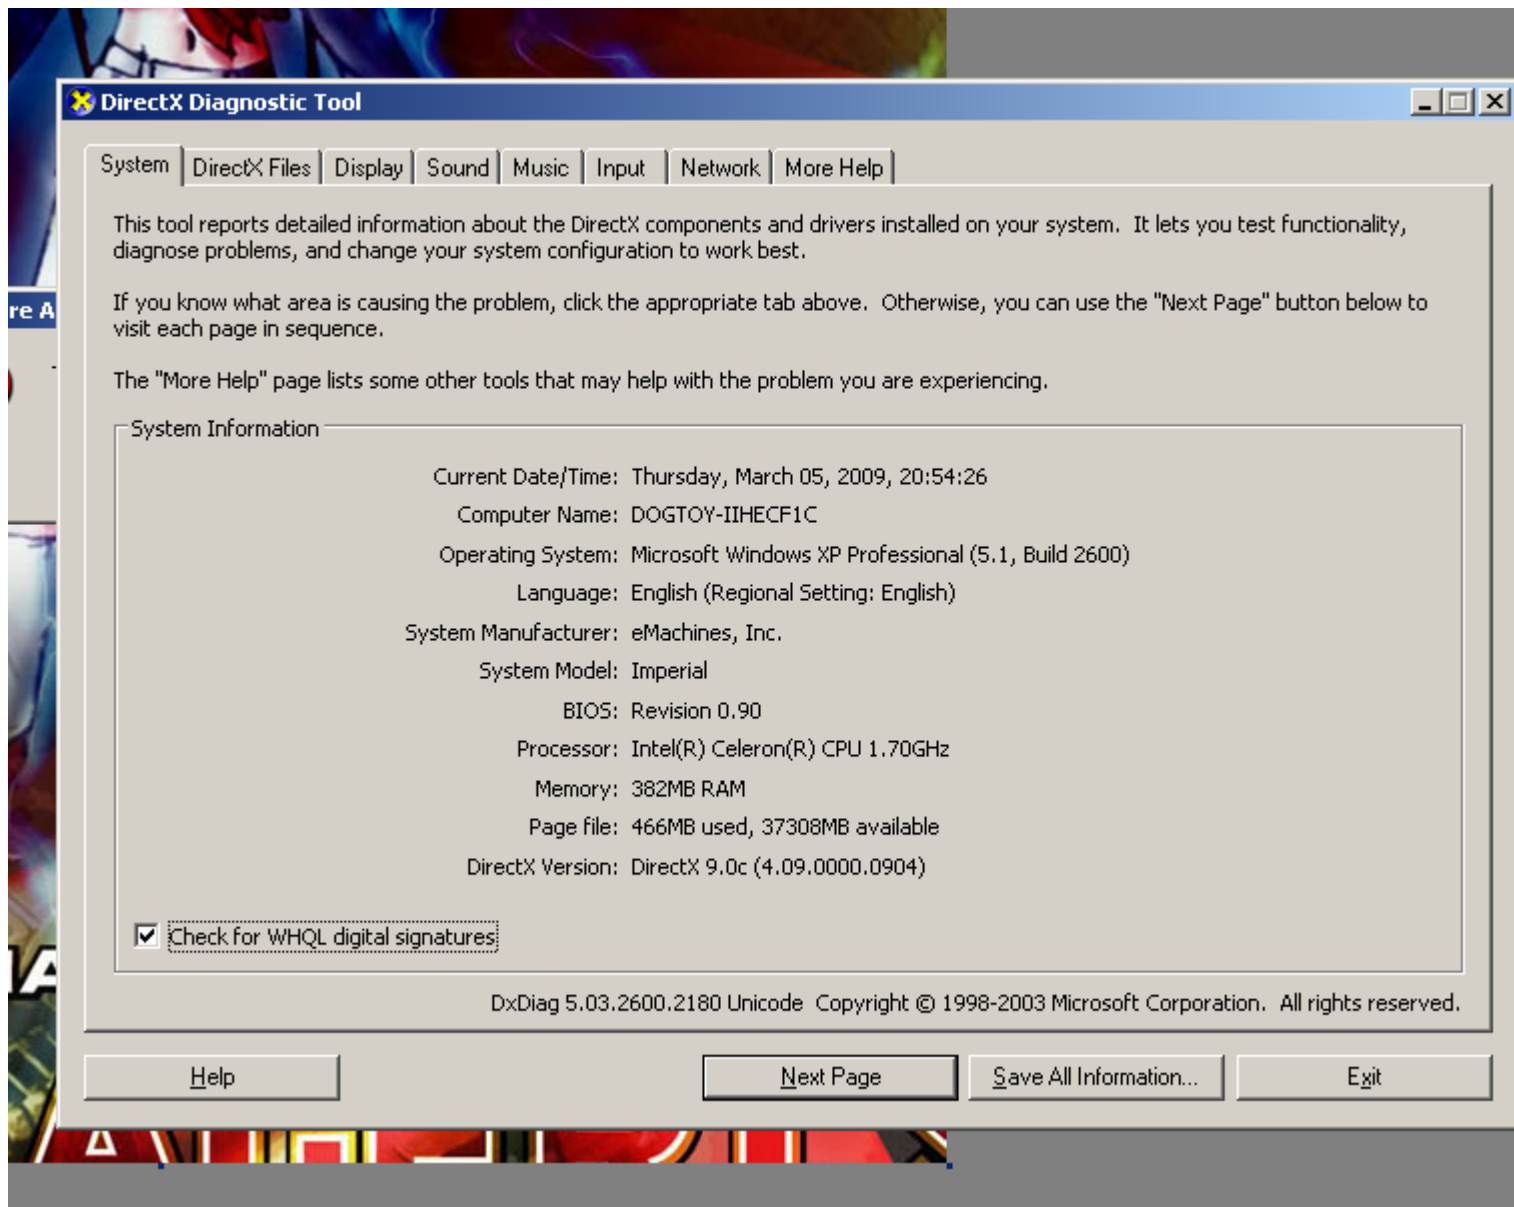 DirectX Diagnostic Tool
System DirectX Files Display Sound Music Input Network More Help
This tool reports detailed information about the DirectX components and drivers installed on your system. It lets you test functionality,
diagnose problems, and change your system configuration to work best.
re A
If you know what area is causing the problem, click the appropriate tab above. Otherwise, you can use the "Next Page" button below to
visit each page in sequence.
The "More Help" page lists some other tools that may help with the problem you are experiencing.
System Information
Current Date/Time: Thursday, March 05, 2009, 20:54:26
Computer Name: DOGTOY-IIHECF1C
Operating System: Microsoft Windows XP Professional (5.1, Build 2600)
Language: English (Regional Setting: English)
System Manufacturer: eMachines, Inc.
System Model: Imperial
BIOS: Revision 0.90
Processor: Intel(R) Celeron(R) CPU 1.70GHz
Memory: 382MB RAM
Page file: 466MB used, 37308MB available
DirectX Version: DirectX 9.0c (4.09.0000.0904)
Check for WHQL digital signatures
DxDiag 5.03.2600.2180 Unicode Copyright © 1998-2003 Microsoft Corporation. All rights reserved.
Help Next Page Save All Information... Exit